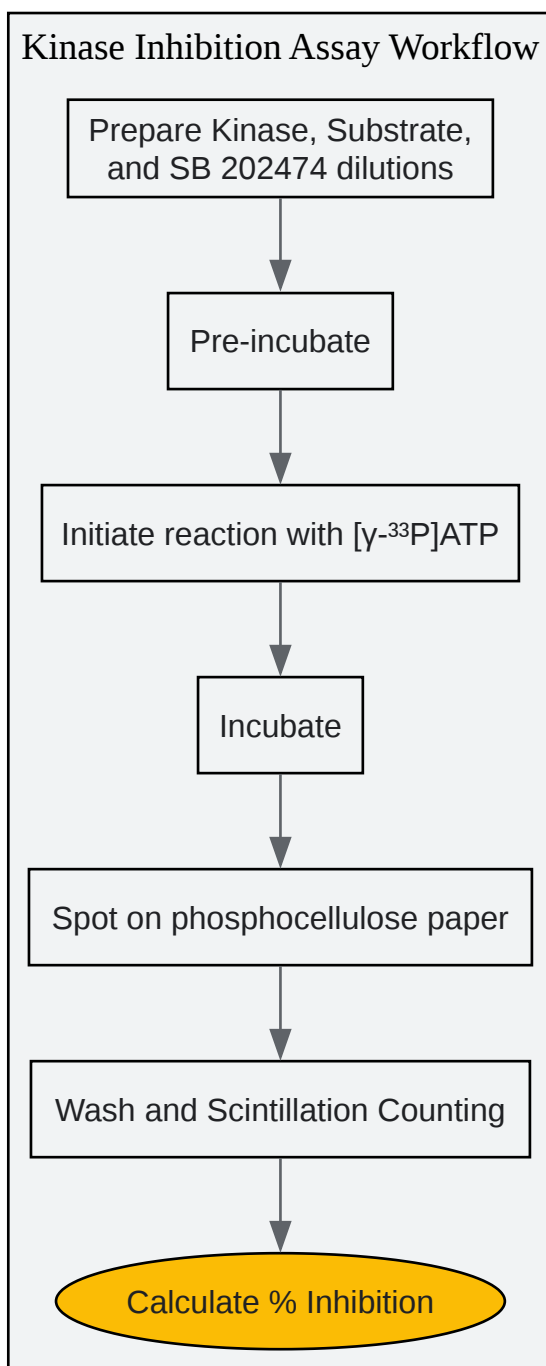 Kinase Inhibition Assay Workflow
Prepare Kinase, Substrate,
and SB 202474 dilutions
Pre-incubate
Initiate reaction with [γ-³³P]ATP
Incubate
Spot on phosphocellulose paper
Wash and Scintillation Counting
Calculate % Inhibition